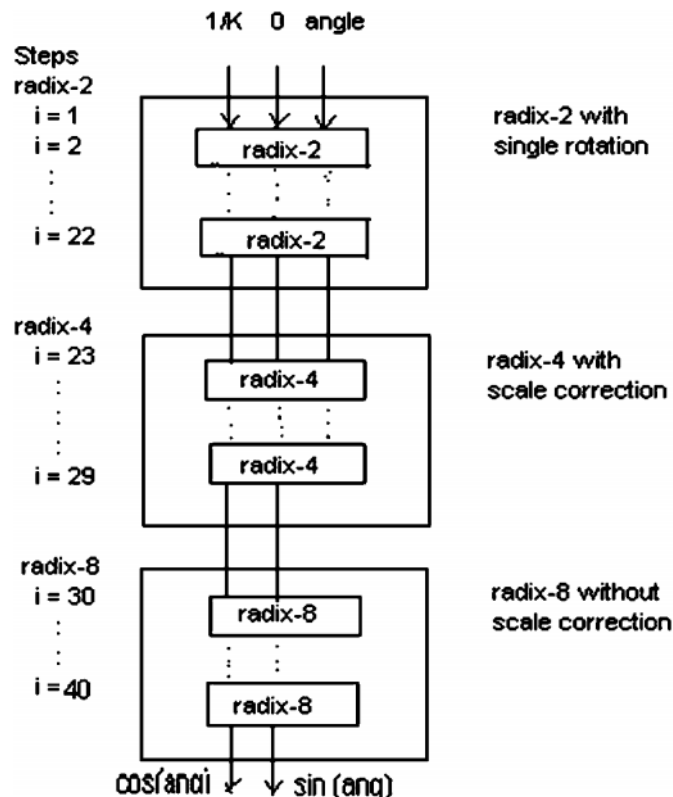 1/K 0 angle
Steps
radix-2
i = 1
i = 2
i = 22
radix-2
radix-2
radix-2 with
single rotation
radix-4
i = 23
i = 29
radix-4
radix-4
radix-4 with
scale correction
radix-8
i = 30
i = 40
radix-8
radix-8
radix-8 without
scale correction
cos(angi
sin (ang)